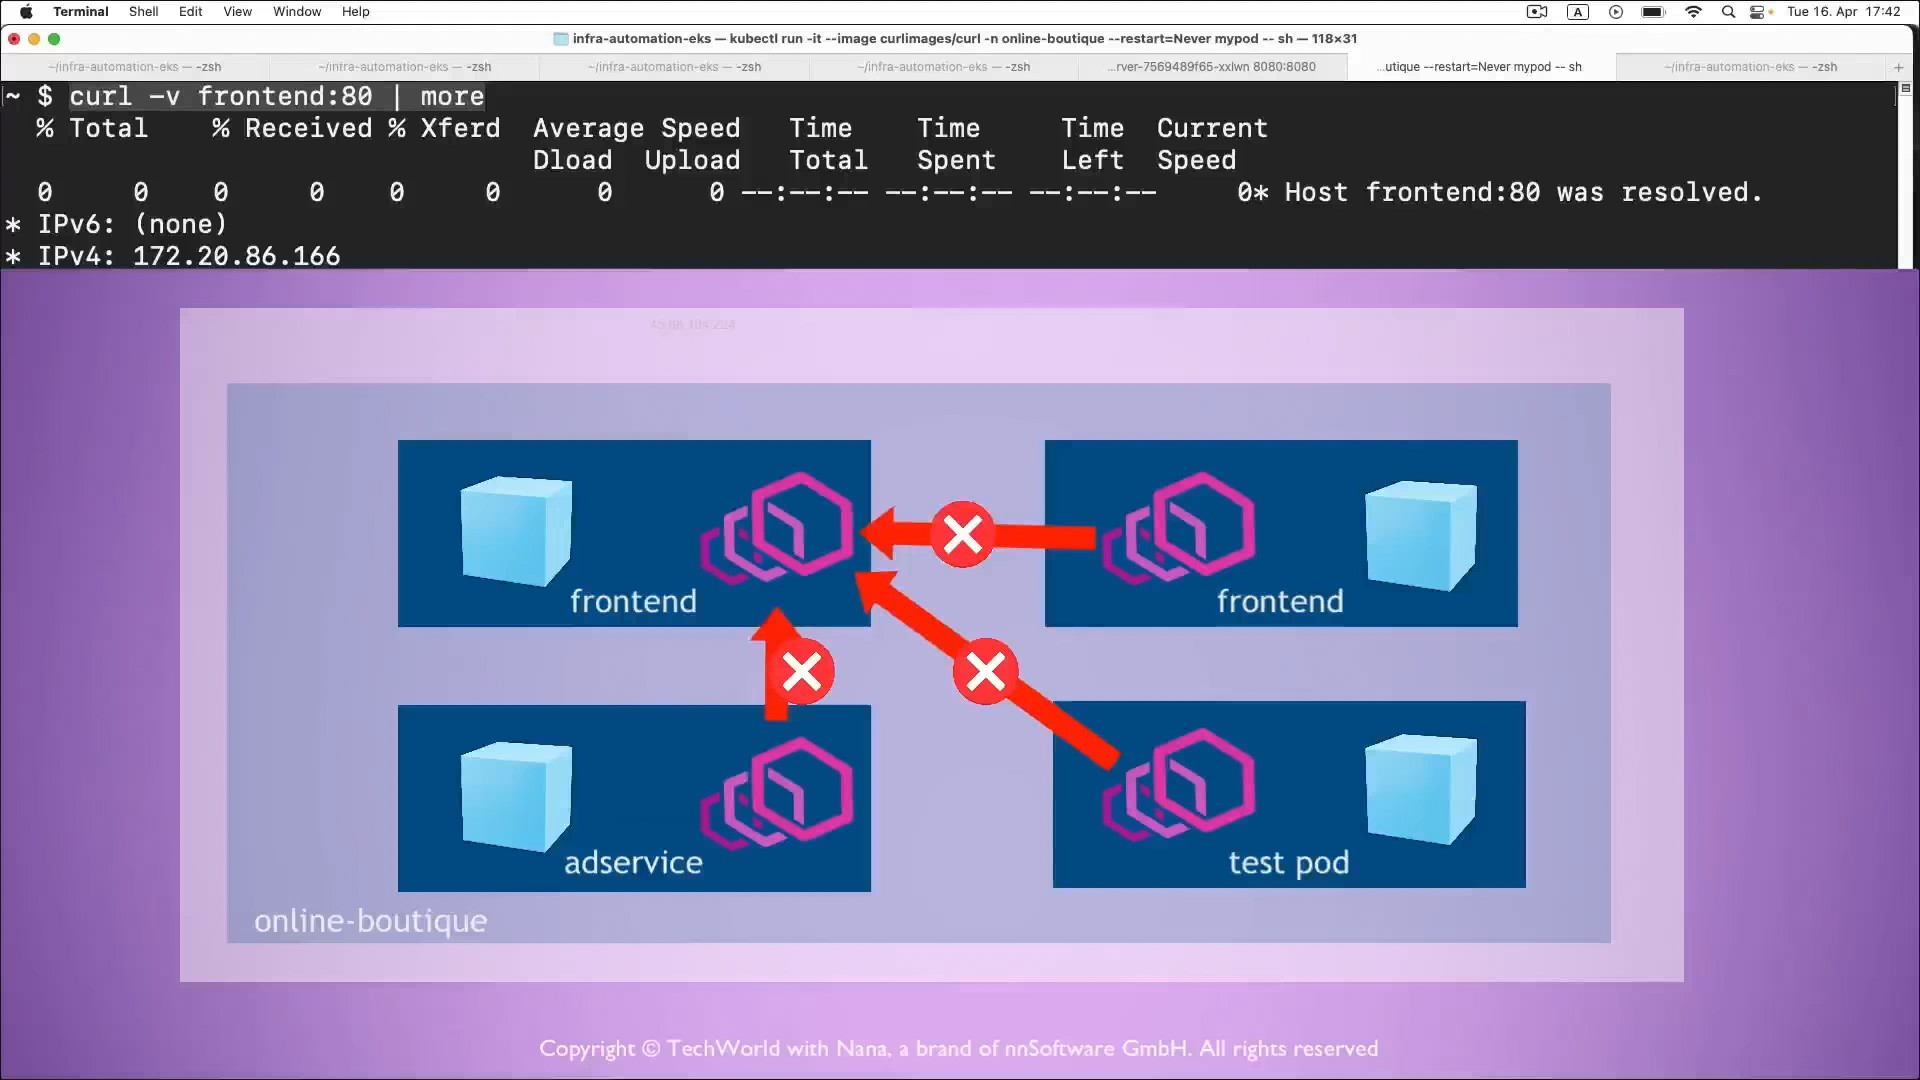 Terminal Shell Edit View Window Help A Tue 16. Apr 17:42
infra-automation-eks — kubectl run -it --image curlimages/curl -n online-boutique --restart=Never mypod -- sh — 118×31
~/infra-automation-eks — -zsh ~/infra-automation-eks — -zsh ~/infra-automation-eks — -zsh ~/infra-automation-eks — -zsh ...rver-7569489f65-xxlwn 8080:8080 ...utique --restart=Never mypod -- sh ~/infra-automation-eks — -zsh +
~ $ curl -v frontend:80 | more
% Total % Received % Xferd Average Speed Time Time Time Current
Dload Upload Total Spent Left Speed
0 0 0 0 0 0 0 0 --:--:-- --:--:-- --:--:-- 0* Host frontend:80 was resolved.
* IPv6: (none)
* IPv4: 172.20.86.166
frontend frontend
adservice test pod
online-boutique
Copyright © TechWorld with Nana, a brand of nnSoftware GmbH. All rights reserved